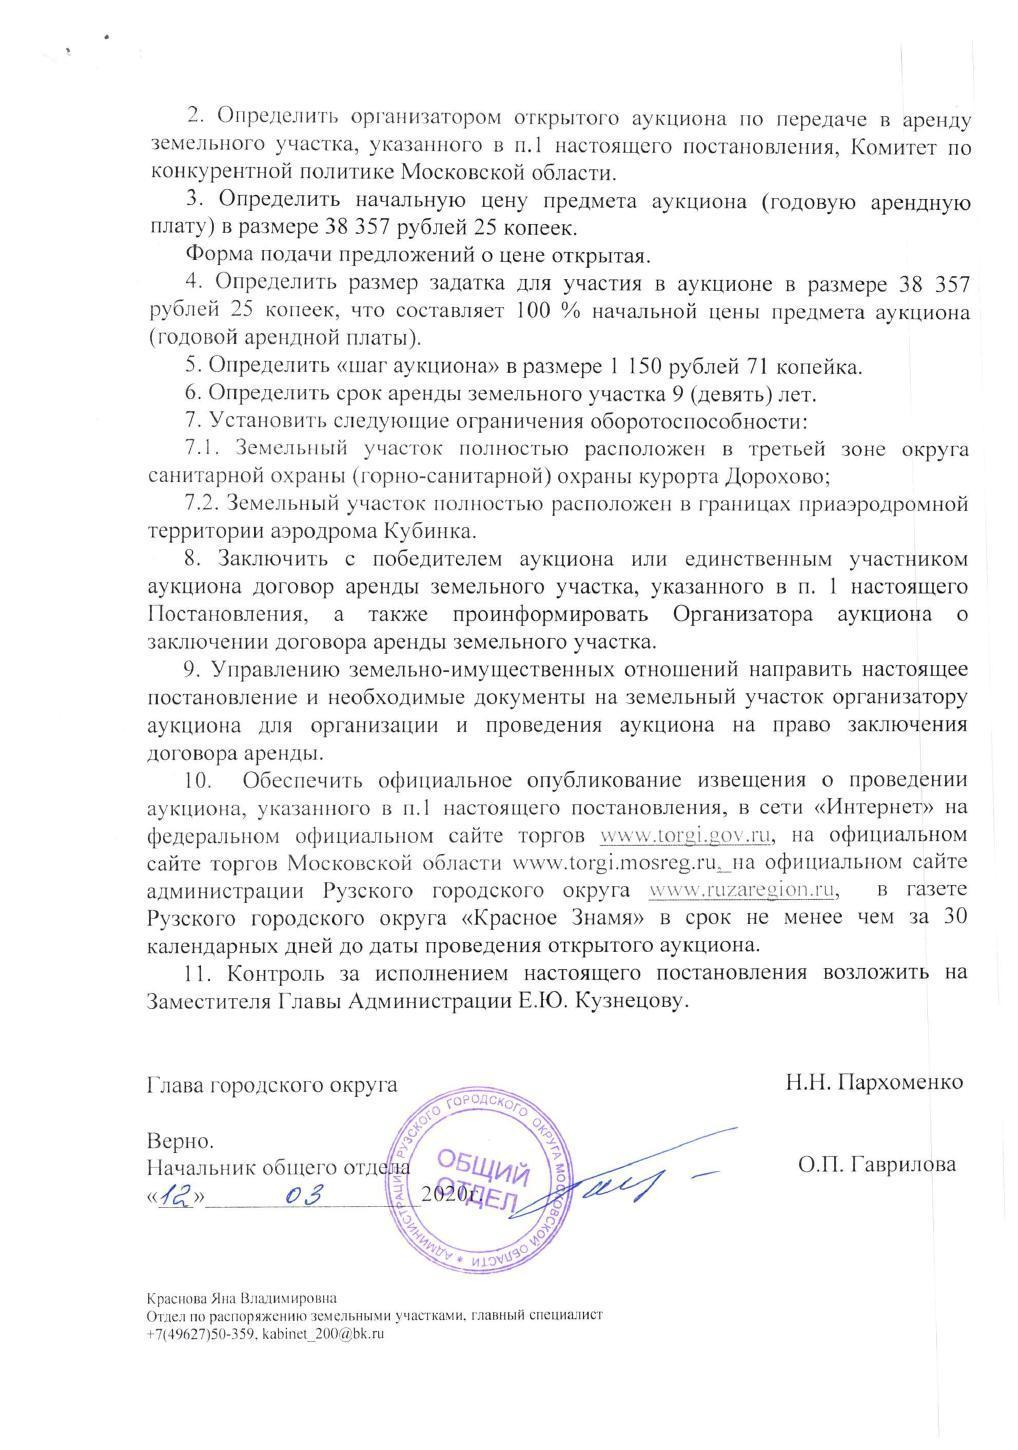 2. Определить организатором открытого аукциона по передаче в аренду
земельного участка, указанного в п.1 настоящего постановления, Комитет по
конкурентной политике Московской области.
3. Определить начальную цену предмета аукциона (годовую арендную
плату) в размере 38 357 рублей 25 копеек.
Форма подачи предложений о цене открытая.
4. Определить размер задатка для участия в аукционе в размере 38 357
рублей 25 копеек, что составляет 100 % начальной цены предмета аукциона
(годовой арендной платы).
5. Определить «шаг аукциона» в размере 1 150 рублей 71 копейка.
6. Определить срок аренды земельного участка 9 (девять) лет.
7. Установить следующие ограничения оборотоспособности:
7.1. Земельный участок полностью расположен в третьей зоне округа
санитарной охраны (горно-санитарной) охраны курорта Дорохово;
7.2. Земельный участок полностью расположен в границах приаэродромной
территории аэродрома Кубинка.
8. Заключить с победителем аукциона или единственным участником
аукциона договор аренды земельного участка, указанного в п. 1 настоящего
Постановления, а также проинформировать Организатора аукциона о
заключении договора аренды земельного участка.
9. Управлению земельно-имущественных отношений направить настоящее
постановление и необходимые документы на земельный участок организатору
аукциона для организации и проведения аукциона на право заключения
договора аренды.
10. Обеспечить официальное опубликование извещения о проведении
аукциона, указанного в п.1 настоящего постановления, в сети «Интернет» на
федеральном официальном сайте торгов www.torgi.gov.ru, на официальном
сайте торгов Московской области www.torgi.mosreg.ru, на официальном сайте
администрации Рузского городского округа www.ruzaregion.ru, в газете
Рузского городского округа «Красное Знамя» в срок не менее чем за 30
календарных дней до даты проведения открытого аукциона.
11. Контроль за исполнением настоящего постановления возложить на
Заместителя Главы Администрации Е.Ю. Кузнецову.
Глава городского округа Н.Н. Пархоменко
Верно.
Начальник общего отдела О.П. Гаврилова
«12» 03 2020г.
АДМИНИСТРАЦИЯ РУЗСКОГО ГОРОДСКОГО ОКРУГА МОСКОВСКОЙ ОБЛАСТИ *
ОБЩИЙ
ОТДЕЛ
Краснова Яна Владимировна
Отдел по распоряжению земельными участками, главный специалист
+7(49627)50-359, kabinet_200@bk.ru